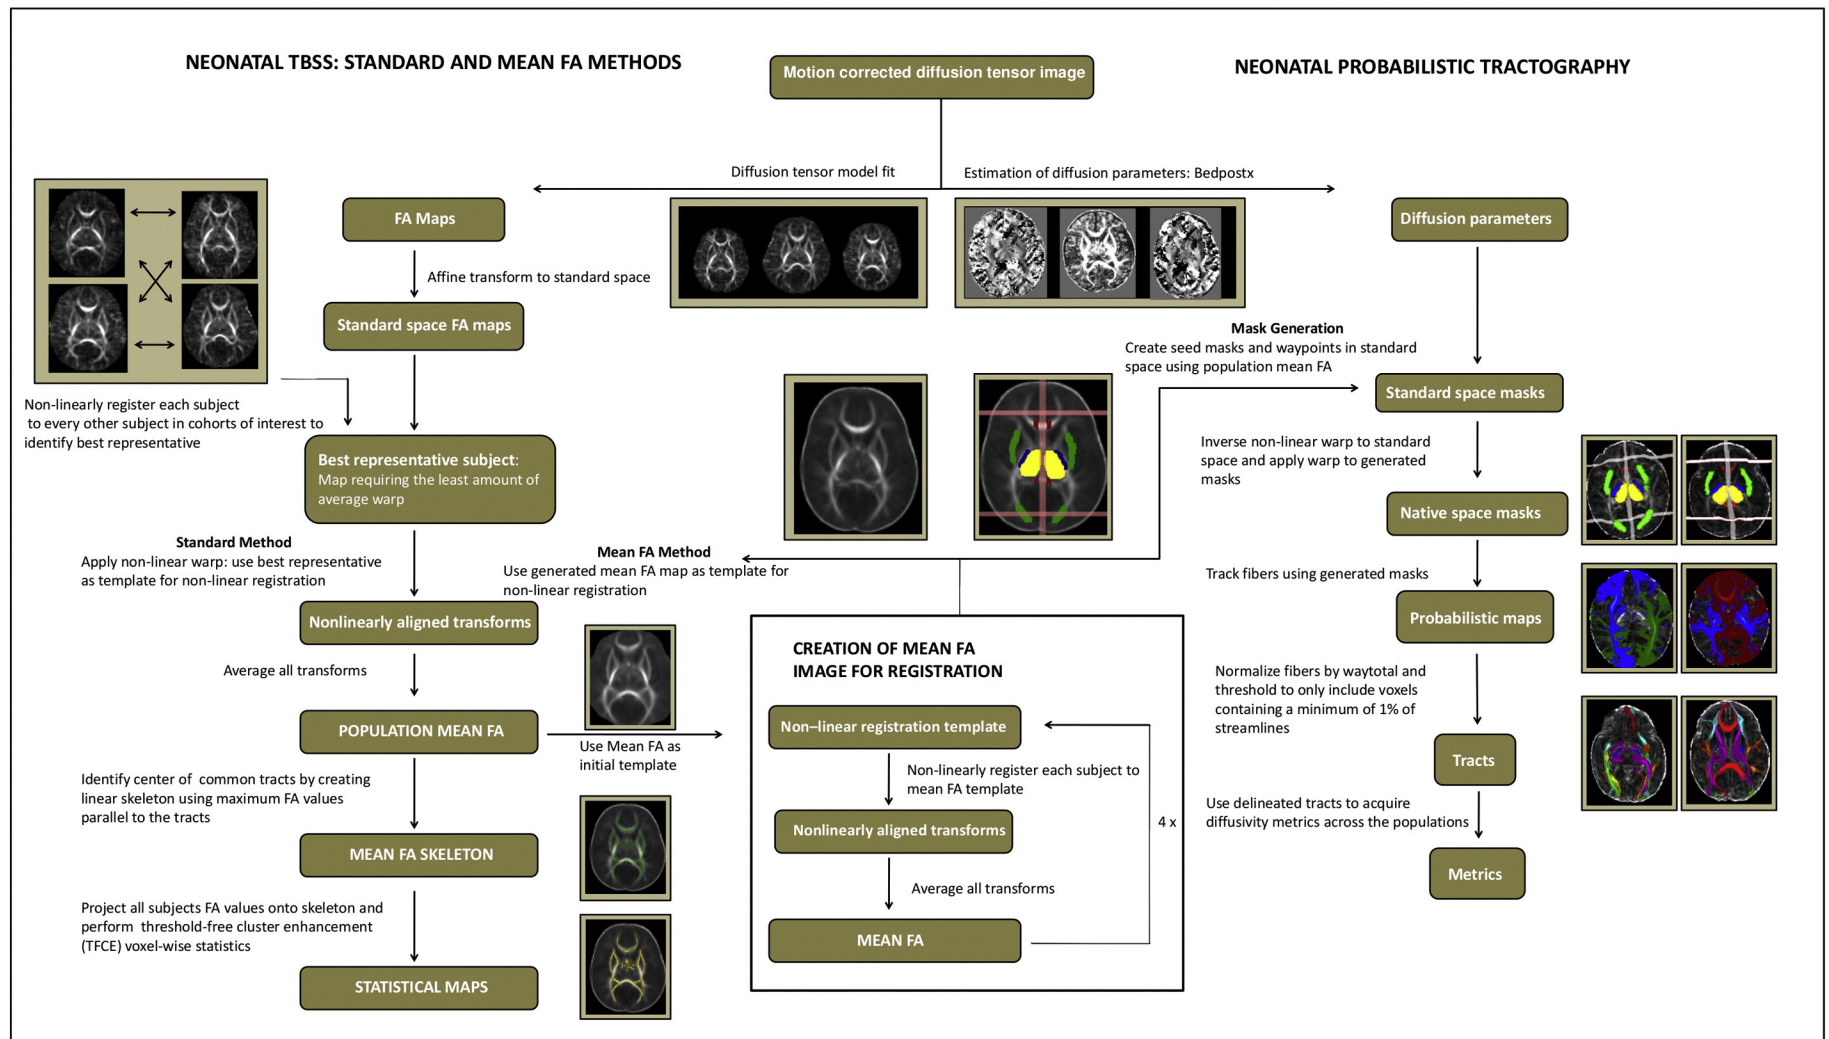 NEONATAL TBSS: STANDARD AND MEAN FA METHODS
Motion corrected diffusion tensor image
NEONATAL PROBABILISTIC TRACTOGRAPHY
Diffusion tensor model fit
Estimation of diffusion parameters: Bedpostx
FA Maps
Affine transform to standard space
Standard space FA maps
Non-linearly register each subject
to every other subject in cohorts of interest to
identify best representative
Best representative subject:
Map requiring the least amount of
average warp
Standard Method
Apply non-linear warp: use best representative
as template for non-linear registration
Nonlinearly aligned transforms
Average all transforms
POPULATION MEAN FA
Identify center of common tracts by creating
linear skeleton using maximum FA values
parallel to the tracts
MEAN FA SKELETON
Project all subjects FA values onto skeleton and
perform threshold-free cluster enhancement
(TFCE) voxel-wise statistics
STATISTICAL MAPS
Mean FA Method
Use generated mean FA map as template for
non-linear registration
Use Mean FA as
initial template
CREATION OF MEAN FA
IMAGE FOR REGISTRATION
Non–linear registration template
Non-linearly register each subject to
mean FA template
Nonlinearly aligned transforms
4 x
Average all transforms
MEAN FA
Diffusion parameters
Mask Generation
Create seed masks and waypoints in standard
space using population mean FA
Standard space masks
Inverse non-linear warp to standard
space and apply warp to generated
masks
Native space masks
Track fibers using generated masks
Probabilistic maps
Normalize fibers by waytotal and
threshold to only include voxels
containing a minimum of 1% of
streamlines
Tracts
Use delineated tracts to acquire
diffusivity metrics across the populations
Metrics